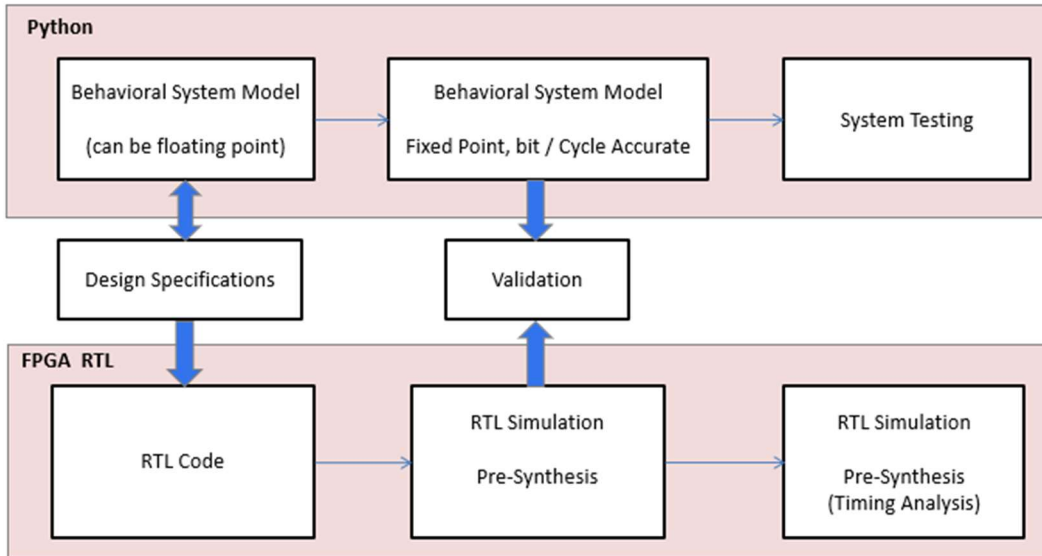 Python
Behavioral System Model
(can be floating point)
Behavioral System Model
Fixed Point, bit / Cycle Accurate
System Testing
Design Specifications
Validation
FPGA RTL
RTL Code
RTL Simulation
Pre-Synthesis
RTL Simulation
Pre-Synthesis
(Timing Analysis)